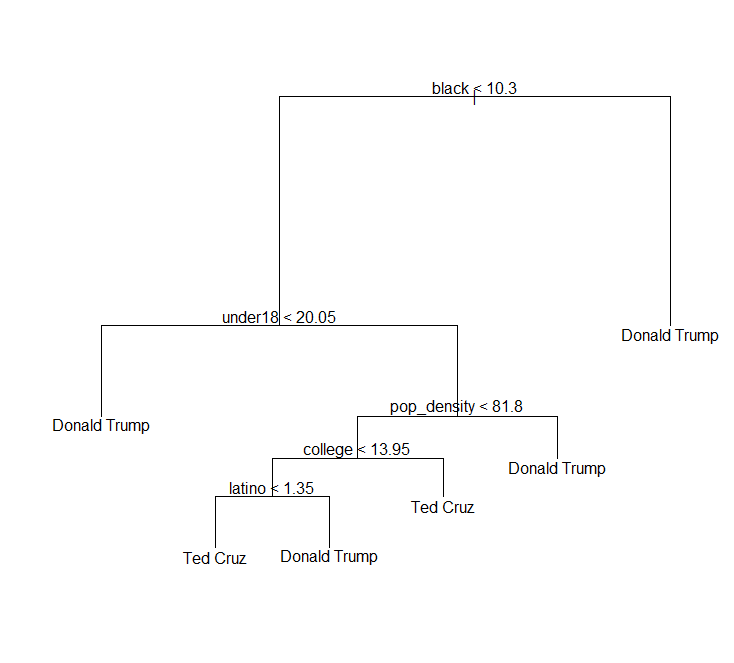 black < 10.3
under18 < 20.05
Donald Trump
pop_density < 81.8
Donald Trump
college < 13.95
Donald Trump
latino < 1.35
Ted Cruz
Ted Cruz
Donald Trump